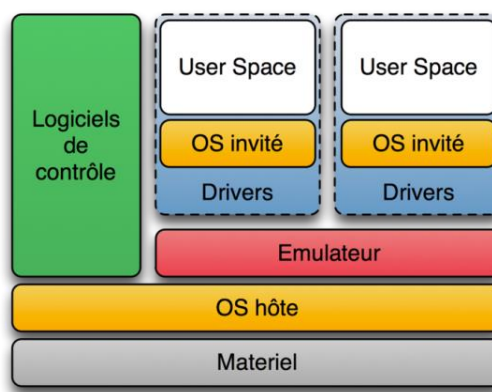 Logiciels
de
contrôle
User Space
OS invité
Drivers
User Space
OS invité
Drivers
Emulateur
OS hôte
Materiel